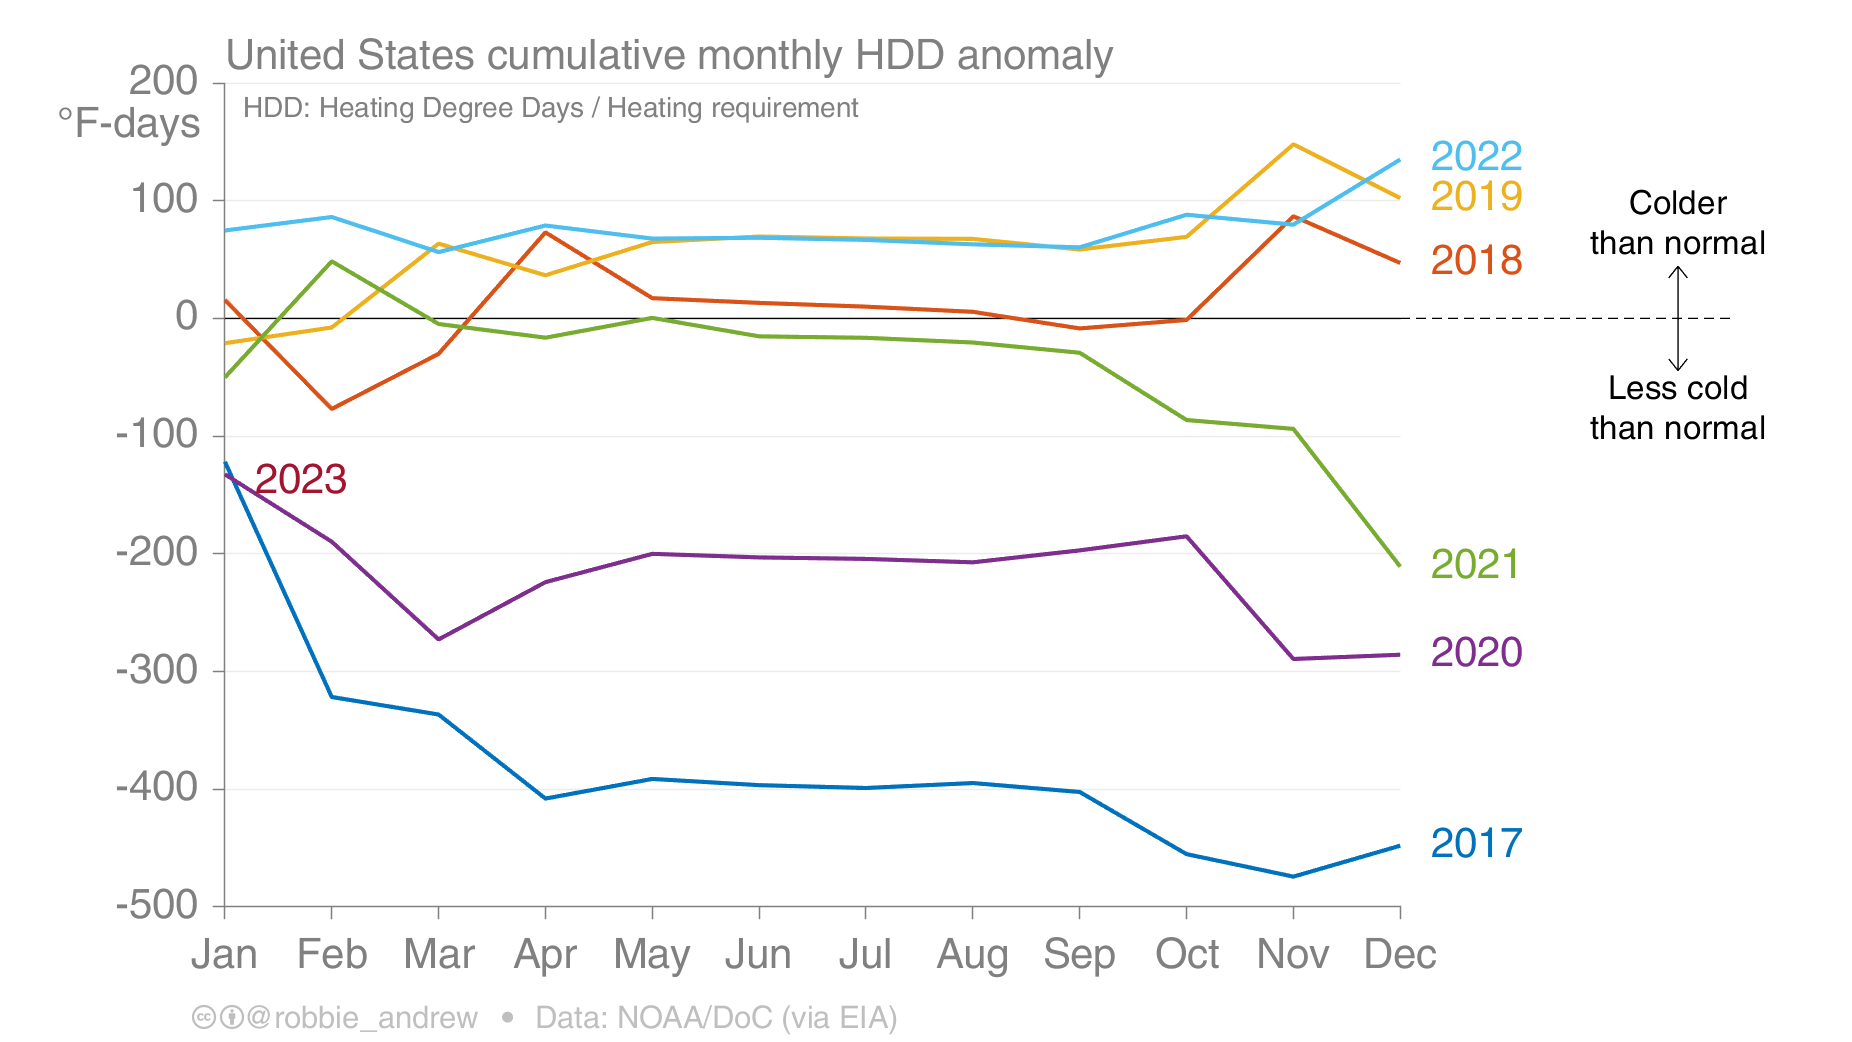 United States cumulative monthly HDD anomaly
200
°F-days
HDD: Heating Degree Days / Heating requirement
100
0
-100
-200
-300
-400
-500
2022
2019
2018
2023
2021
2020
2017
Colder
than normal
Less cold
than normal
Jan Feb Mar Apr May Jun Jul Aug Sep Oct Nov Dec
cc @robbie_andrew • Data: NOAA/DoC (via EIA)